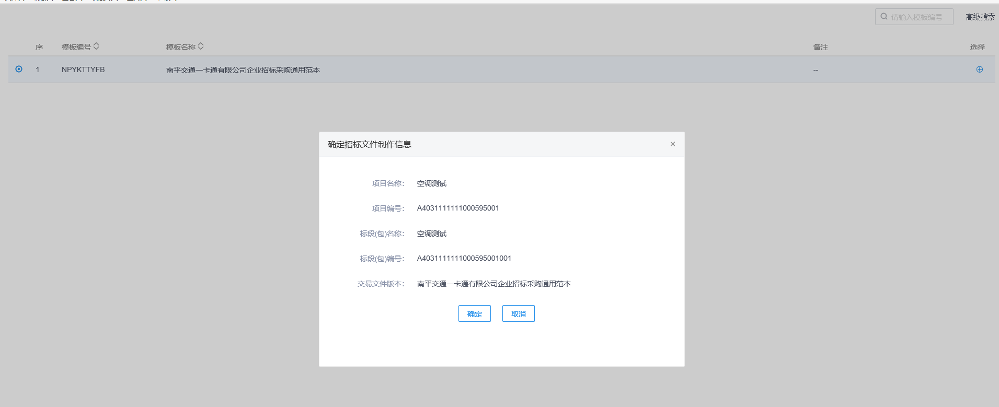 请输入模板编号 高级搜索
序 模板编号 模板名称 备注 选择
1 NPYKTTYFB 南平交通一卡通有限公司企业招标采购通用范本 --
确定招标文件制作信息 ×
项目名称： 空调测试
项目编号： A4031111111000595001
标段(包)名称： 空调测试
标段(包)编号： A4031111111000595001001
交易文件版本： 南平交通一卡通有限公司企业招标采购通用范本
确定 取消